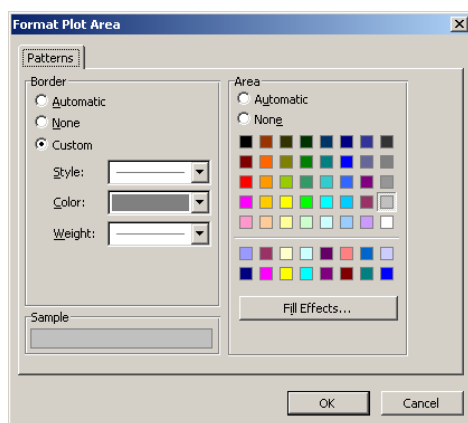 Format Plot Area
Patterns
Border
Automatic
None
Custom
Style:
Color:
Weight:
Sample
Area
Automatic
None
Fill Effects...
OK
Cancel